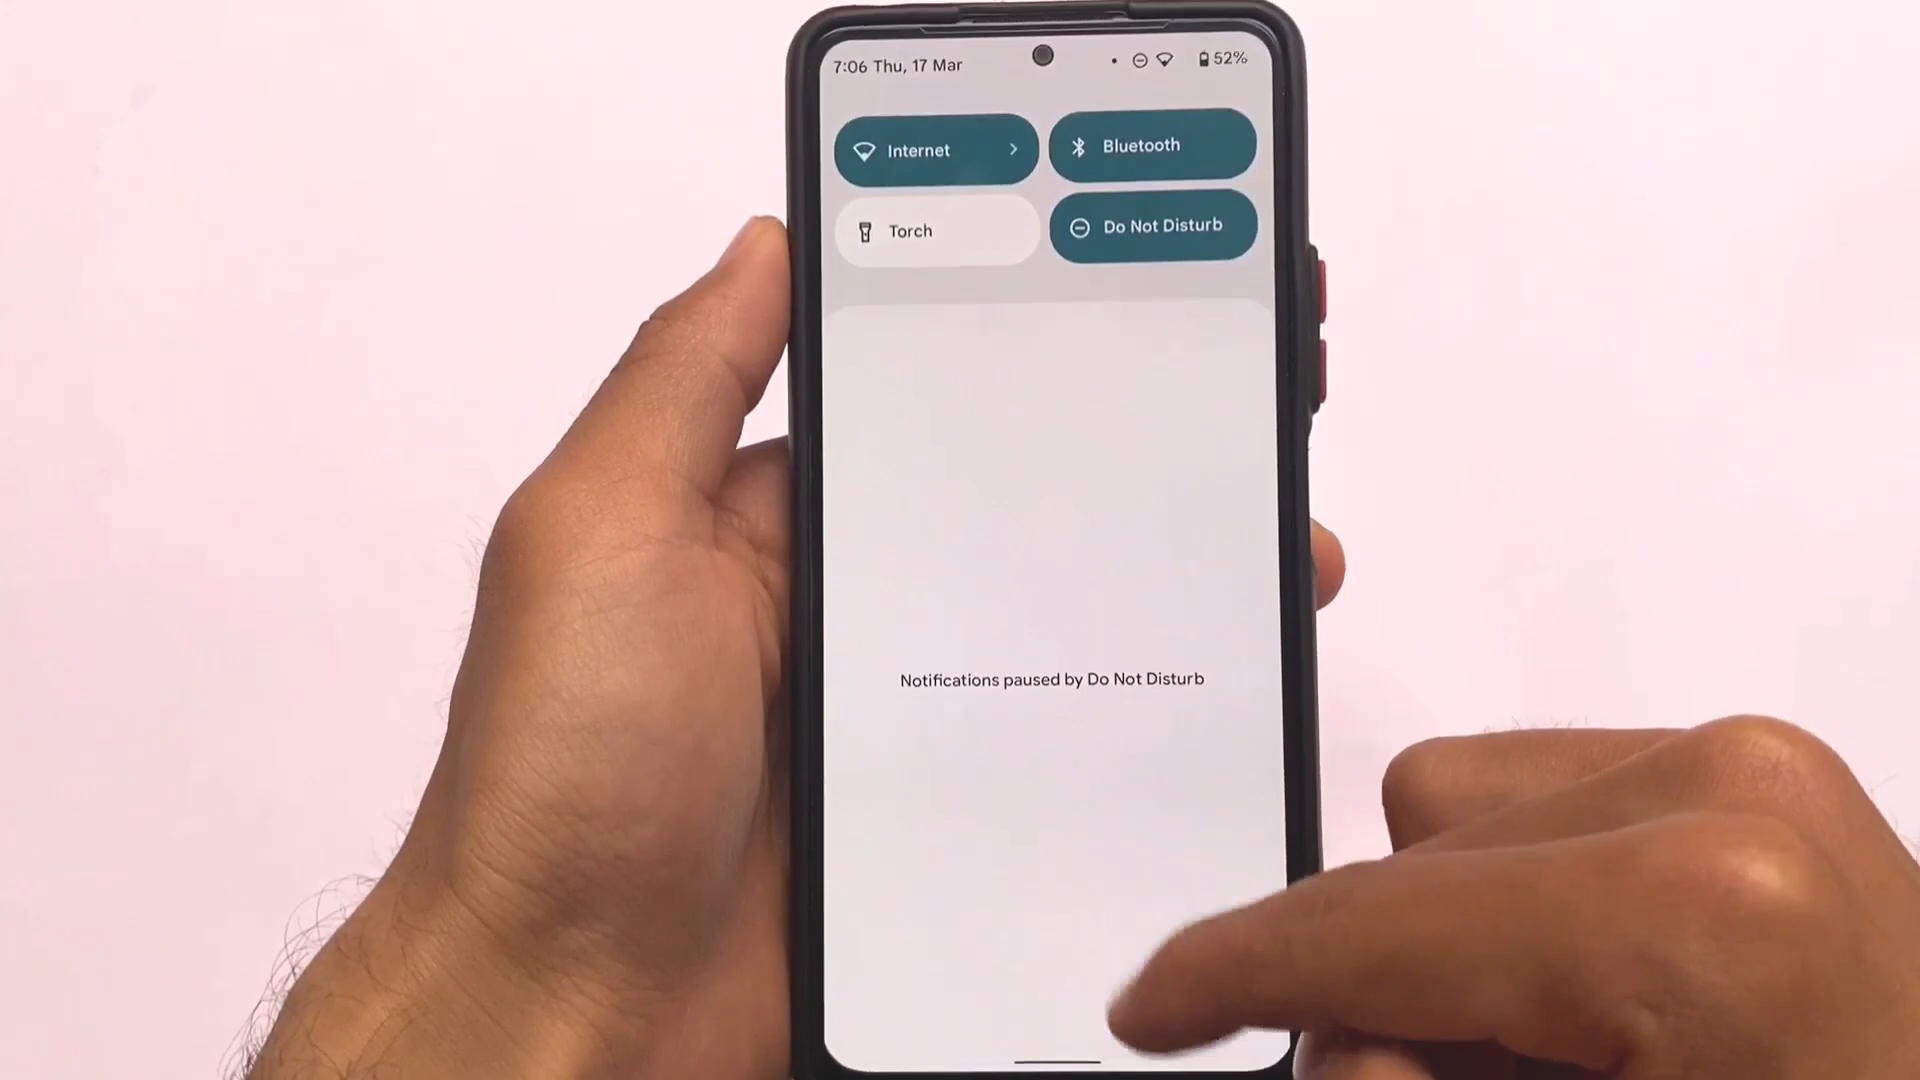 7:06 Thu, 17 Mar
52%
Internet
Bluetooth
Torch
Do Not Disturb
Notifications paused by Do Not Disturb